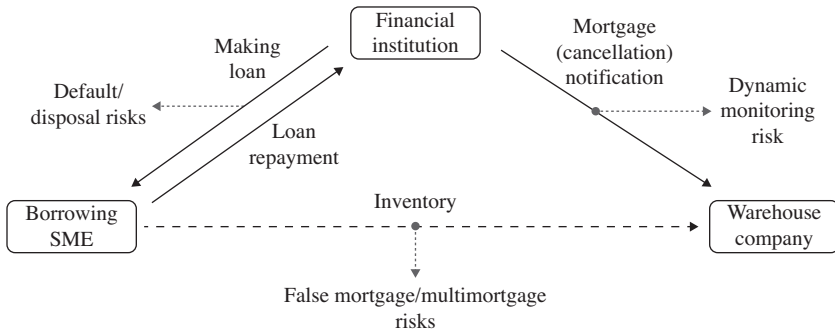 Financial
institution
Making
loan
Mortgage
(cancellation)
notification
Default/
disposal risks
Dynamic
monitoring
risk
Loan
repayment
Borrowing
SME
Inventory
Warehouse
company
False mortgage/multimortgage
risks